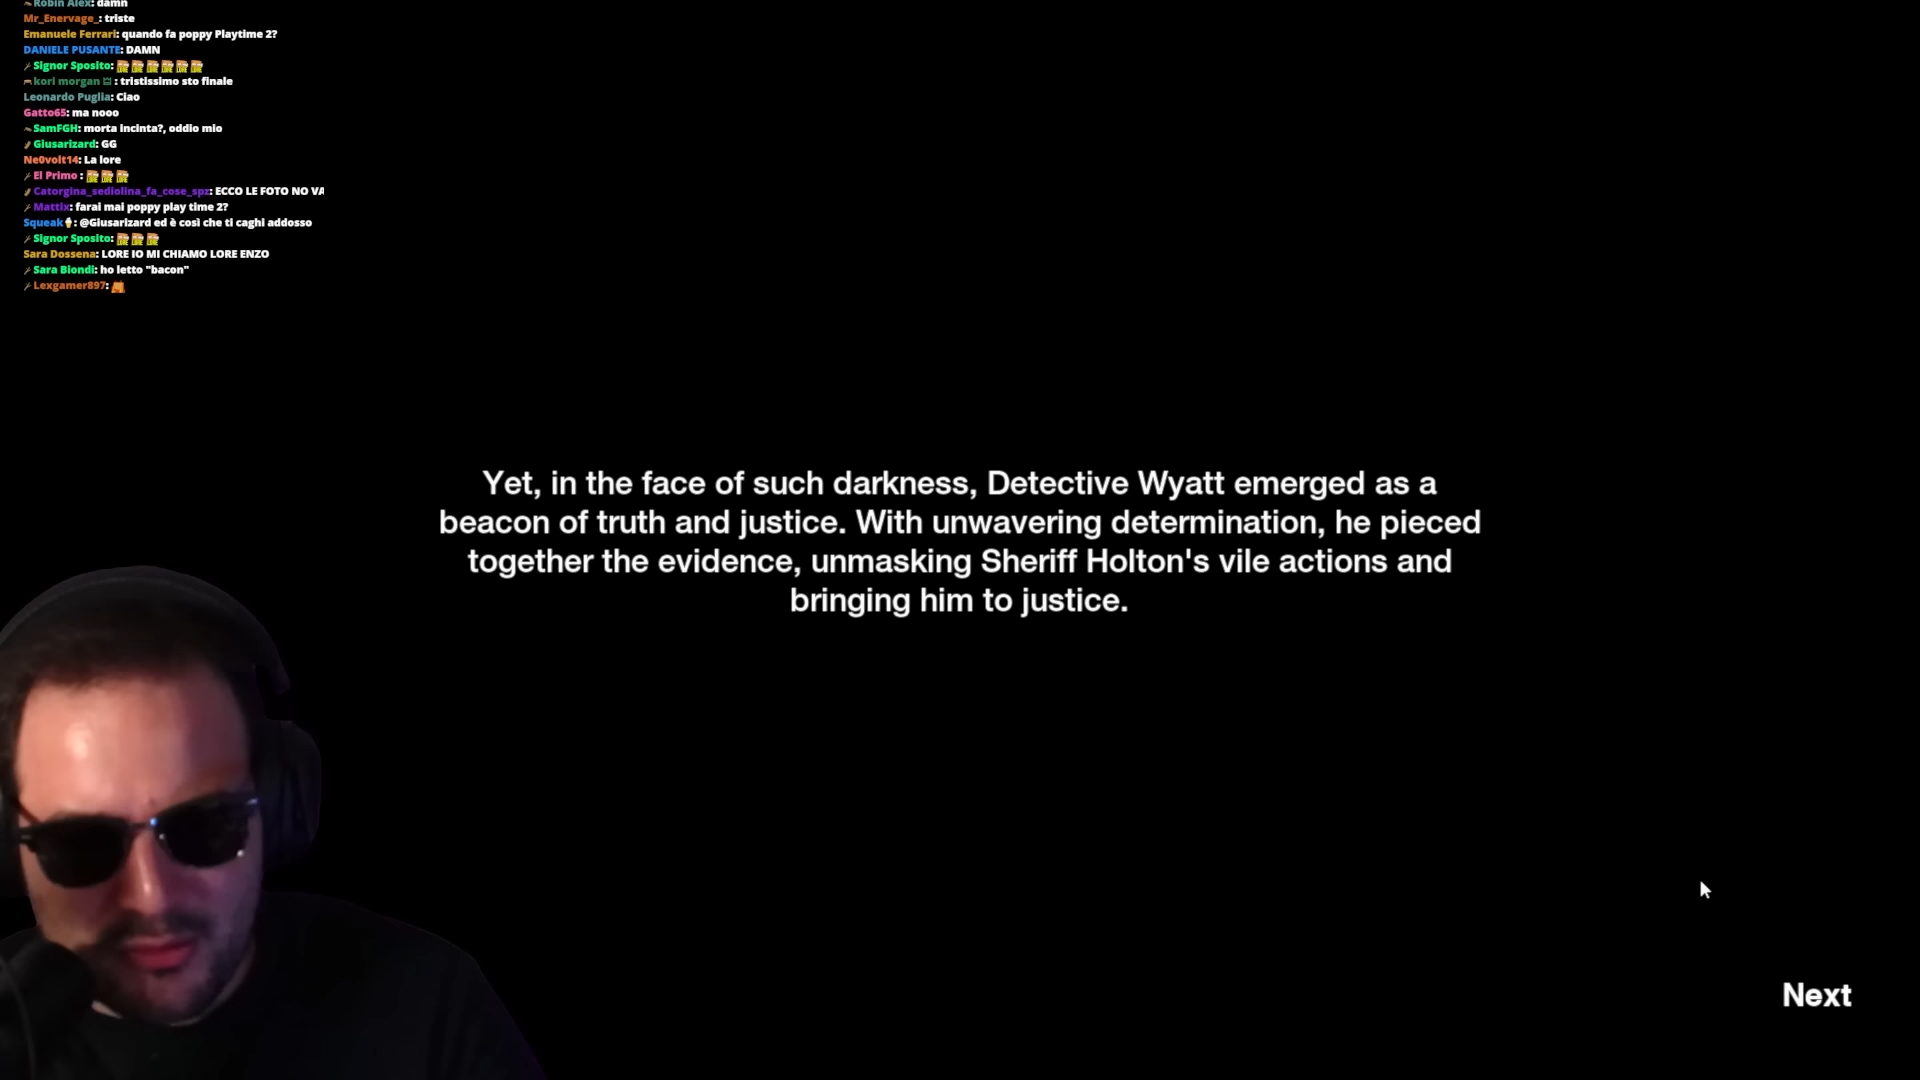 Robin Alex: damn
Mr_Enervage_: triste
Emanuele Ferrari: quando fa poppy Playtime 2?
DANIELE PUSANTE: DAMN
Signor Sposito:
kori morgan : tristissimo sto finale
Leonardo Puglia: Ciao
Gatto65: ma nooo
SamFGH: morta incinta?, oddio mio
Giusarizard: GG
Ne0volt14: La lore
El Primo :
Catorgina_sediolina_fa_cose_spz: ECCO LE FOTO NO VA
Mattix: farai mai poppy play time 2?
Squeak: @Giusarizard ed è così che ti caghi addosso
Signor Sposito:
Sara Dossena: LORE IO MI CHIAMO LORE ENZO
Sara Biondi: ho letto "bacon"
Lexgamer897:
Yet, in the face of such darkness, Detective Wyatt emerged as a
beacon of truth and justice. With unwavering determination, he pieced
together the evidence, unmasking Sheriff Holton's vile actions and
bringing him to justice.
Next